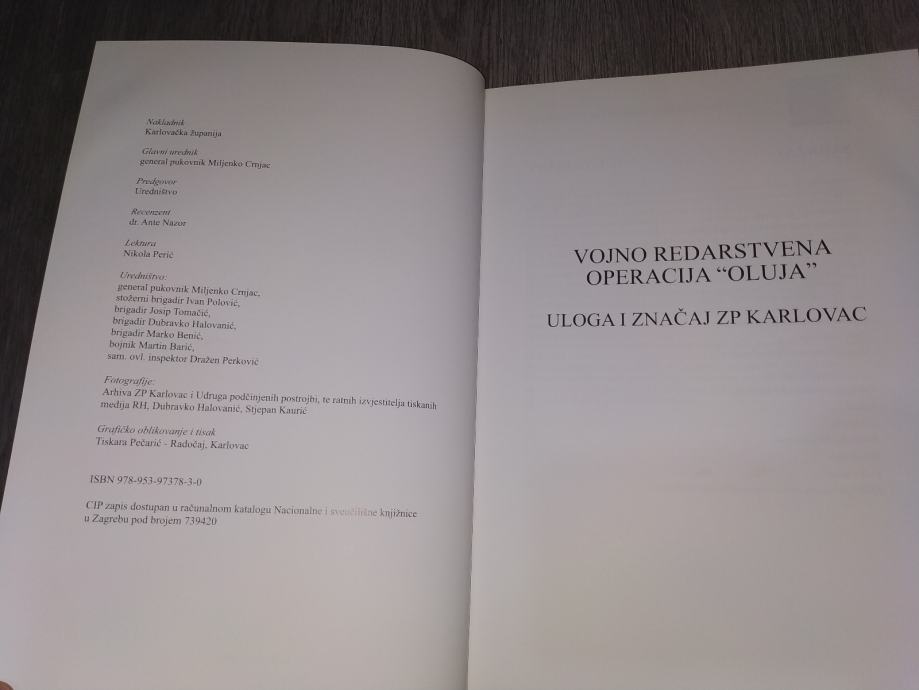 Nakladnik
Karlovačka županija
Glavni urednik
general pukovnik Miljenko Crnjac
Predgovor
Uredništvo
Recenzent
dr. Ante Nazor
Lektura
Nikola Perić
Uredništvo:
general pukovnik Miljenko Crnjac,
stožerni brigadir Ivan Polović,
brigadir Josip Tomačić,
brigadir Dubravko Halovanić,
brigadir Marko Benić,
bojnik Martin Barić,
sam. ovl. inspektor Dražen Perković
Fotografije:
Arhiva ZP Karlovac i Udruga podčinjenih postrojbi, te ratnih izvjestitelja tiskanih
medija RH, Dubravko Halovanić, Stjepan Kaurić
Grafičko oblikovanje i tisak
Tiskara Pečarić - Radočaj, Karlovac
ISBN 978-953-97378-3-0
CIP zapis dostupan u računalnom katalogu Nacionalne i sveučilišne knjižnice
u Zagrebu pod brojem 739420
VOJNO REDARSTVENA
OPERACIJA “OLUJA”
ULOGA I ZNAČAJ ZP KARLOVAC